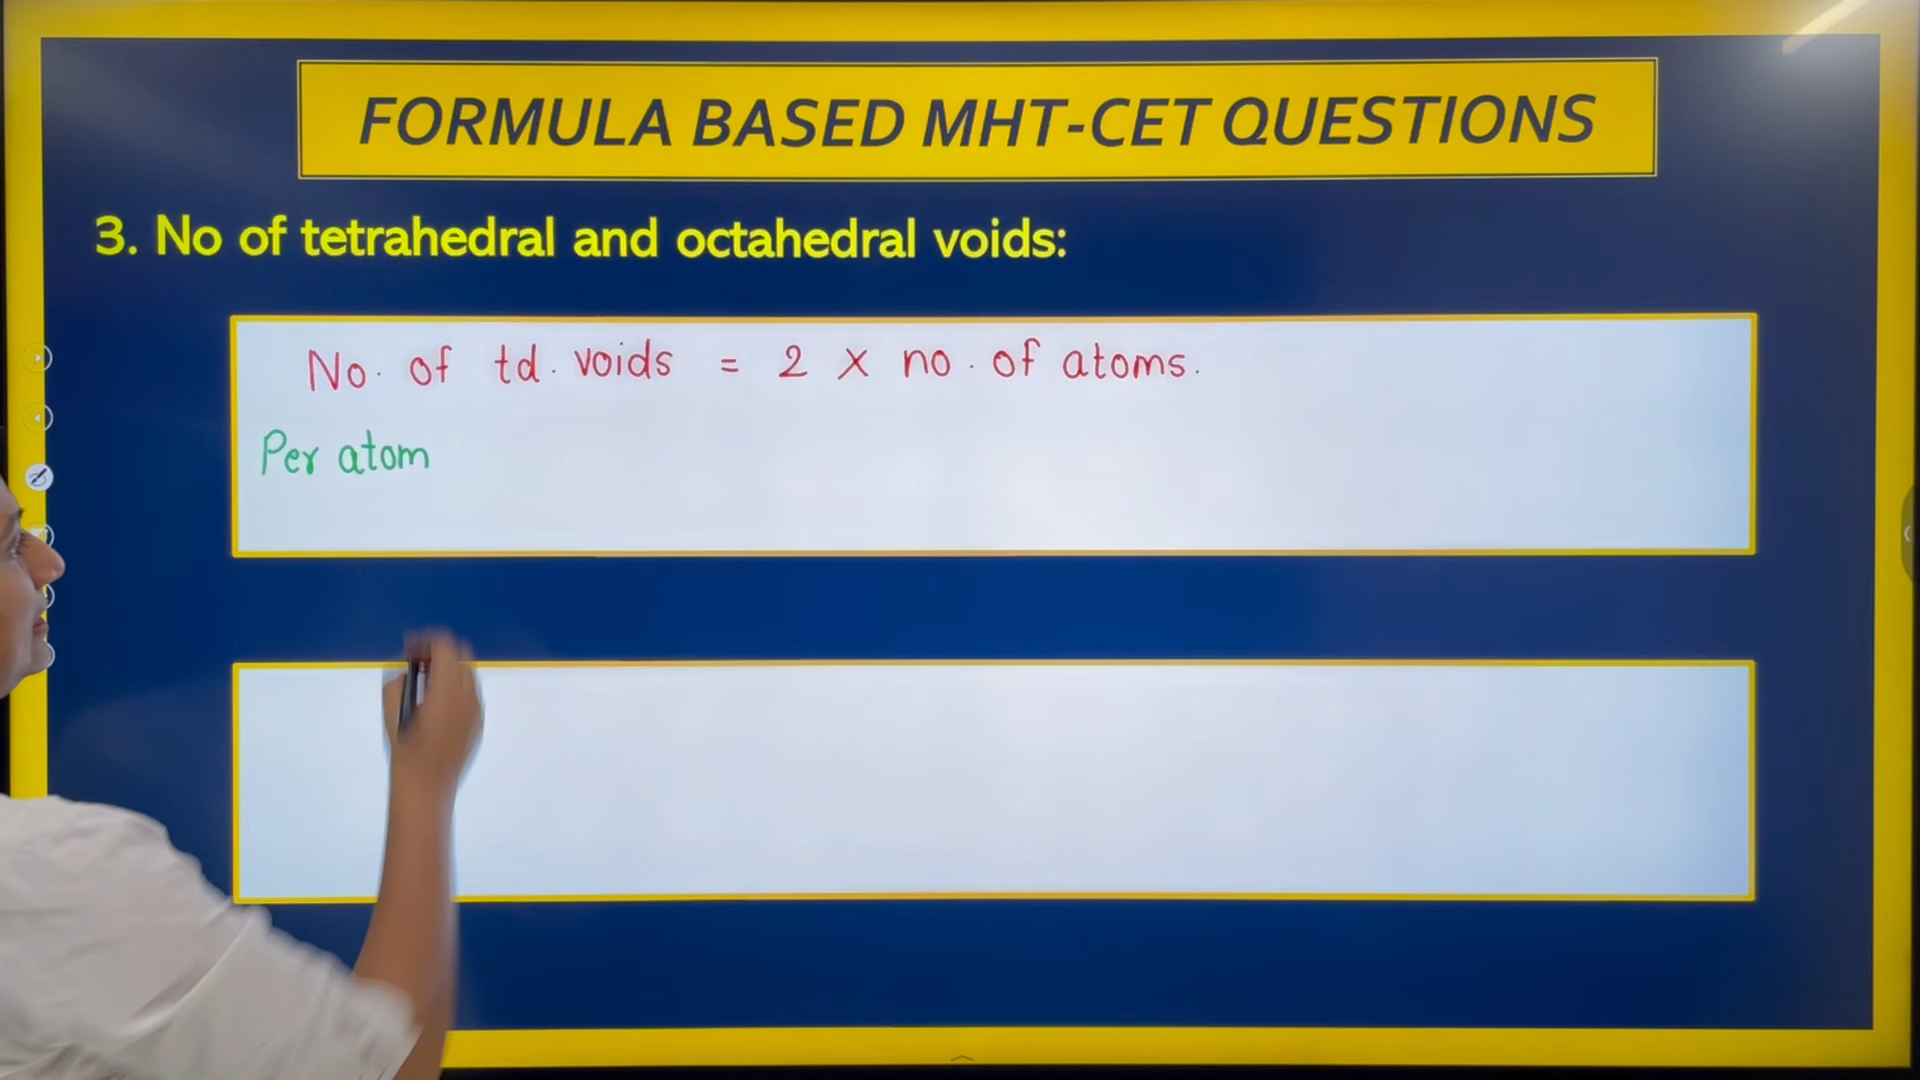 FORMULA BASED MHT-CET QUESTIONS
3. No of tetrahedral and octahedral voids:
No. of td. voids = 2 x no. of atoms.
Per atom